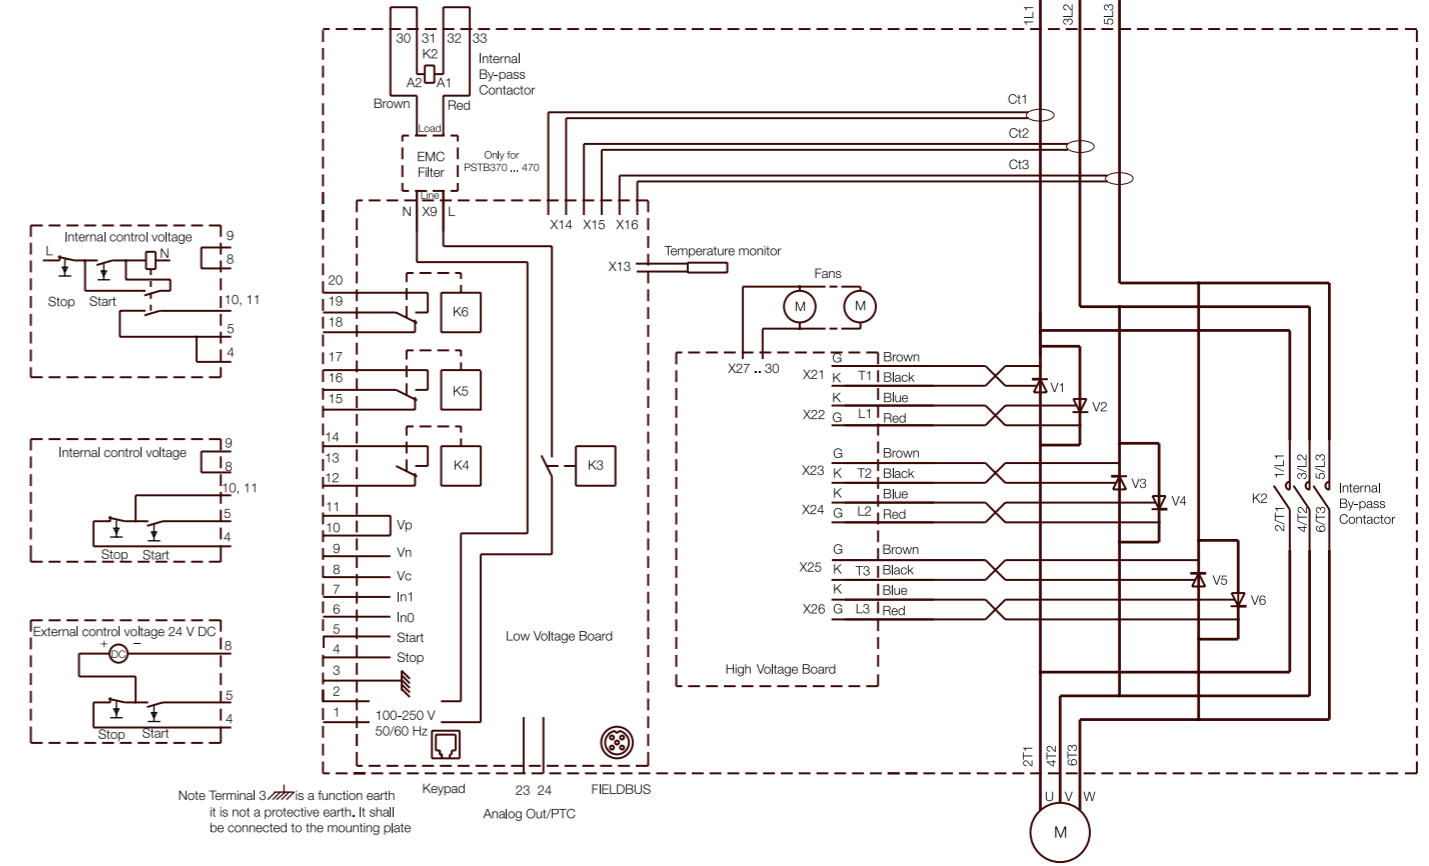 1L1
3L2
5L3
30 31 32 33
K2
A2 A1
Internal
By-pass
Contactor
Brown
Red
Load
EMC
Filter
Line
Only for
PSTB370 ... 470
N X9 L
Ct1
Ct2
Ct3
X14 X15 X16
X13
Temperature monitor
Fans
M
M
Internal control voltage
L
N
Stop Start
9
8
10, 11
5
4
Internal control voltage
Stop Start
9
8
10, 11
5
4
External control voltage 24 V DC
+ −
DC
Stop Start
8
5
4
20
19
18
K6
17
16
15
K5
14
13
12
K4
K3
11
10
Vp
9 Vn
8 Vc
7 In1
6 In0
5 Start
4 Stop
3
2
1
100-250 V
50/60 Hz
Low Voltage Board
Keypad
23 24
Analog Out/PTC
FIELDBUS
X27 .. 30
X21
G Brown
K T1 Black
X22
K Blue
G L1 Red
X23
G Brown
K T2 Black
X24
K Blue
G L2 Red
X25
G Brown
K T3 Black
X26
K Blue
G L3 Red
High Voltage Board
V1
V2
V3
V4
V5
V6
K2
1/L1
3/L2
5/L3
2/T1
4/T2
6/T3
Internal
By-pass
Contactor
2T1
4T2
6T3
U V W
M
Note Terminal 3 is a function earth
it is not a protective earth. It shall
be connected to the mounting plate